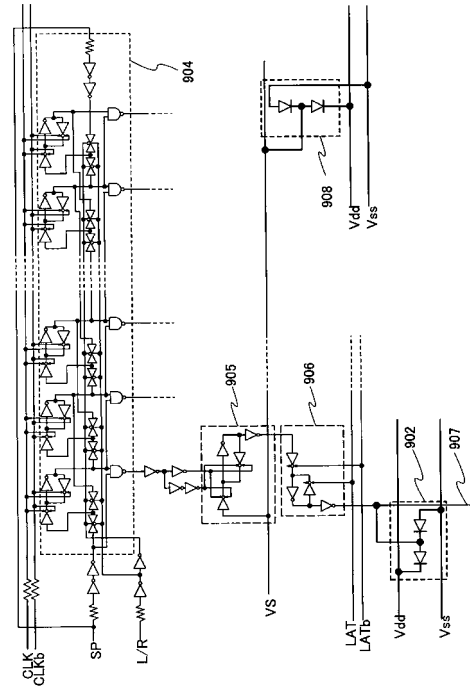 904
CLK
CLKb
SP
L/R
908
Vdd
Vss
905
906
VS
LAT
LATb
902
907
Vdd
Vss